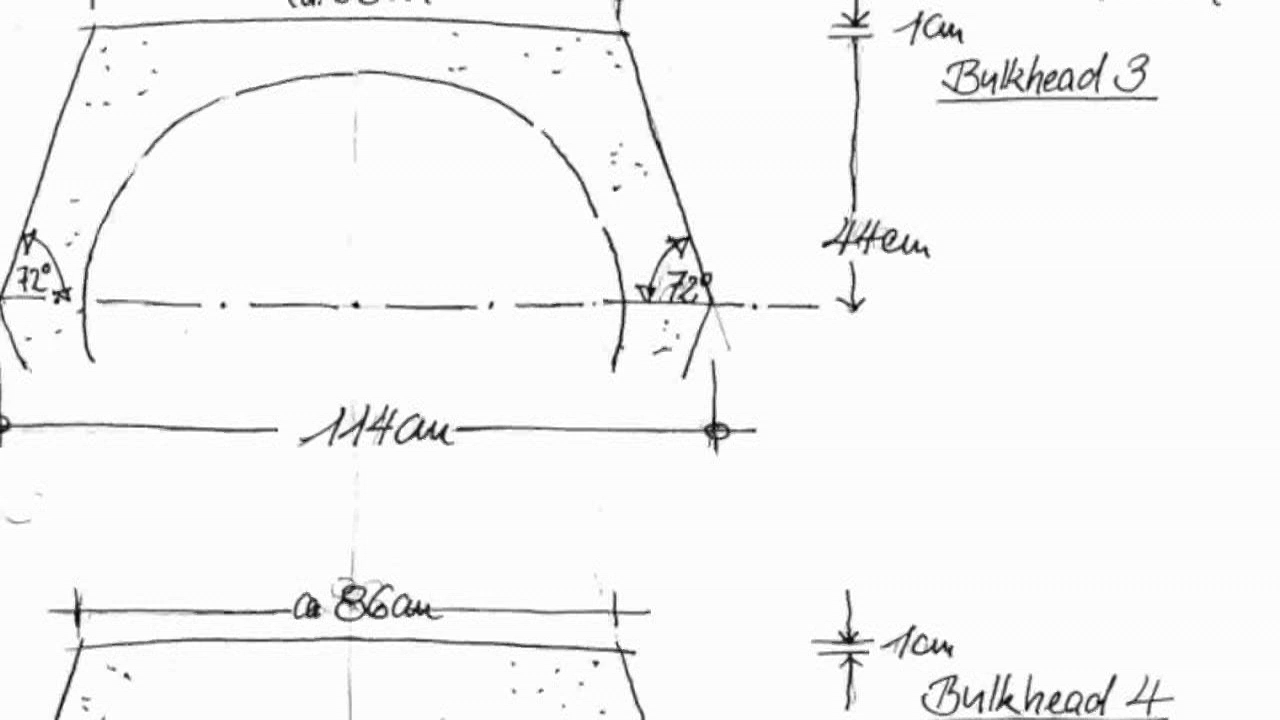 1cm
Bulkhead 3
44cm
72°
72°
114cm
ca 86cm
1cm
Bulkhead 4